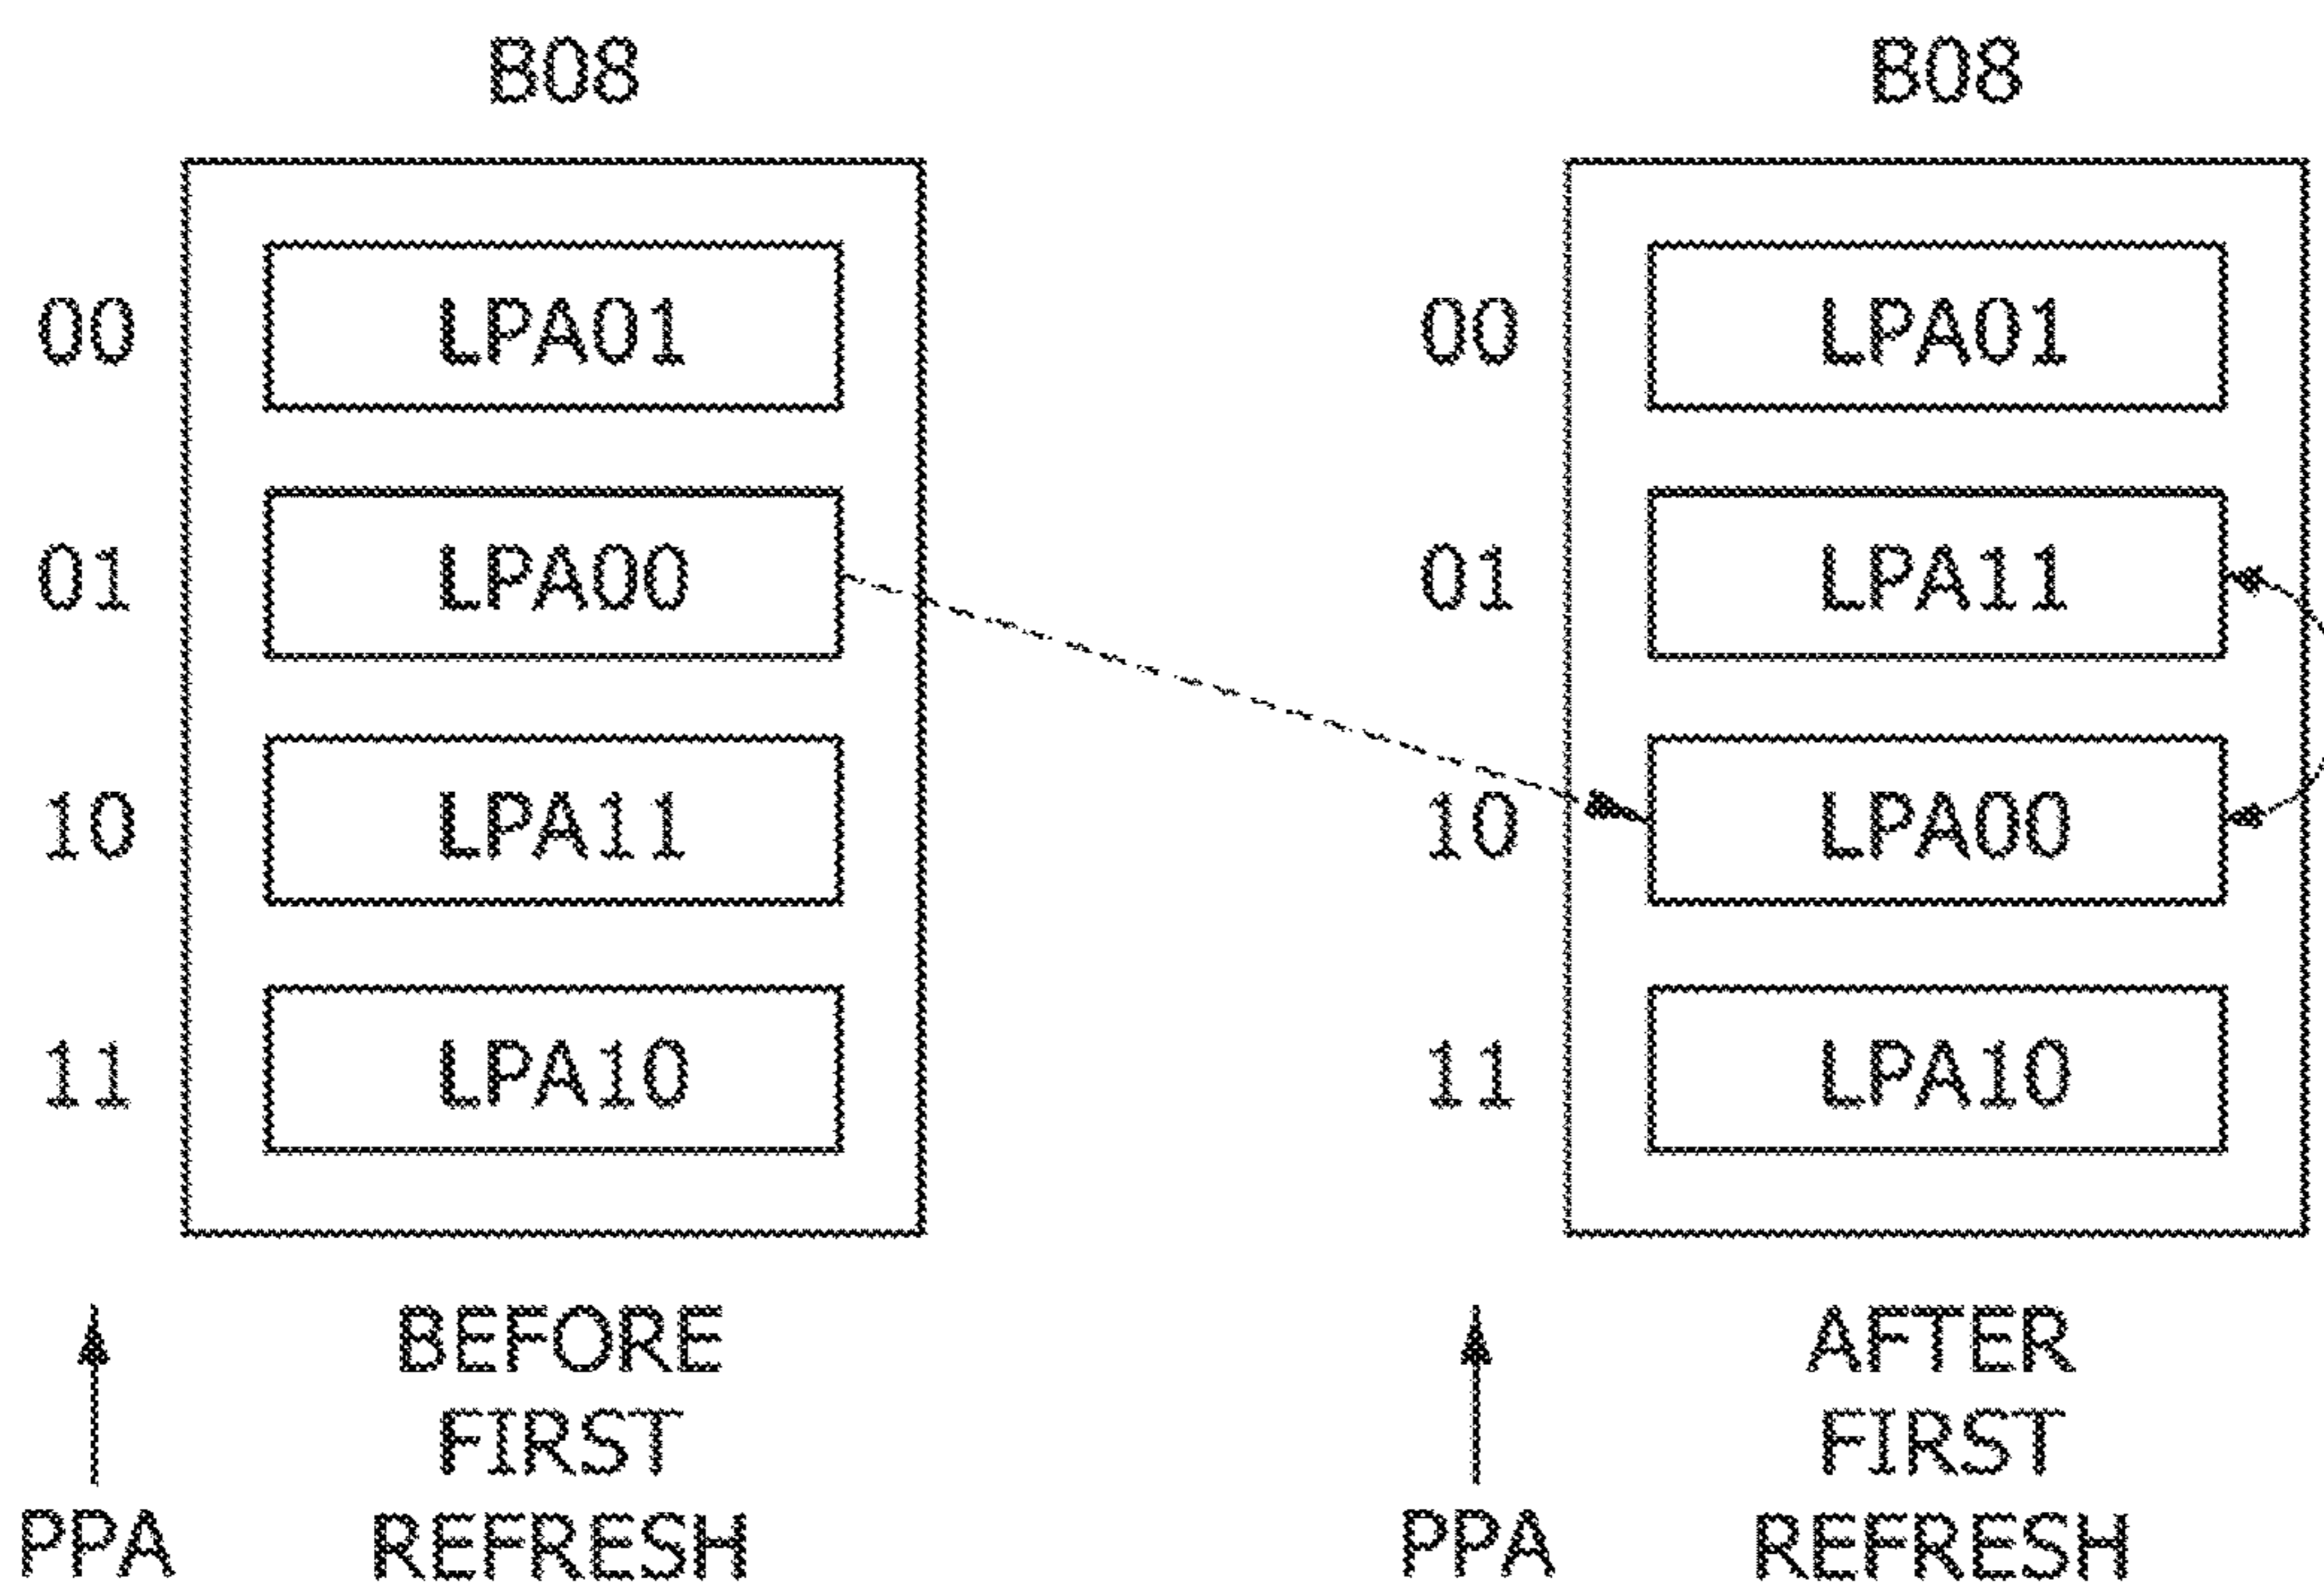 B08 B08
00 LPA01 00 LPA01
01 LPA00 01 LPA11
10 LPA11 10 LPA00
11 LPA10 11 LPA10
BEFORE AFTER
FIRST FIRST
PPA REFRESH PPA REFRESH